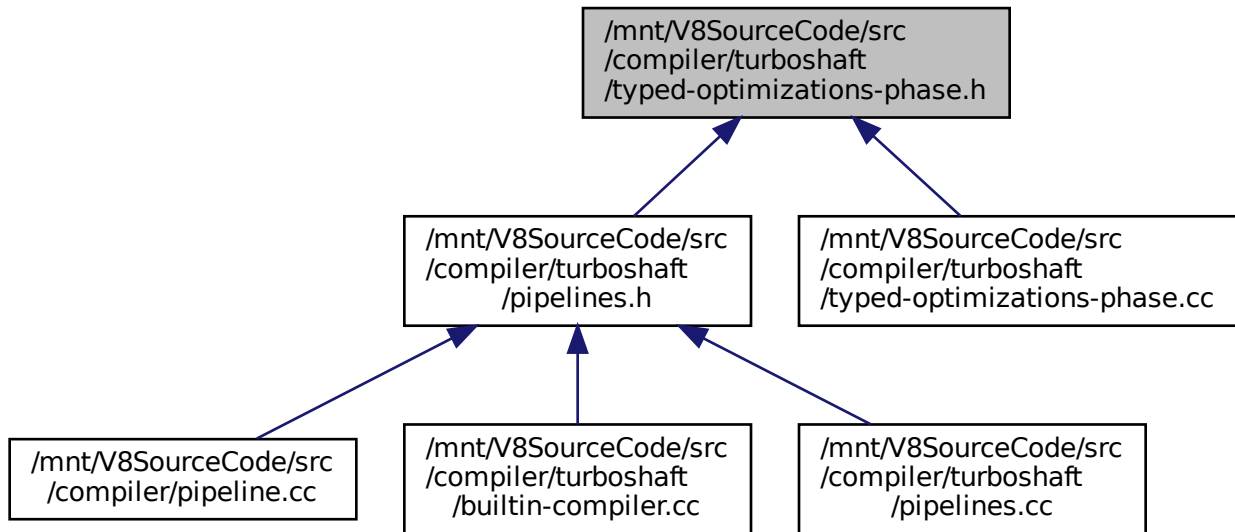 /mnt/V8SourceCode/src
/compiler/turboshaft
/typed-optimizations-phase.h
/mnt/V8SourceCode/src
/compiler/turboshaft
/pipelines.h
/mnt/V8SourceCode/src
/compiler/turboshaft
/typed-optimizations-phase.cc
/mnt/V8SourceCode/src
/compiler/pipeline.cc
/mnt/V8SourceCode/src
/compiler/turboshaft
/builtin-compiler.cc
/mnt/V8SourceCode/src
/compiler/turboshaft
/pipelines.cc